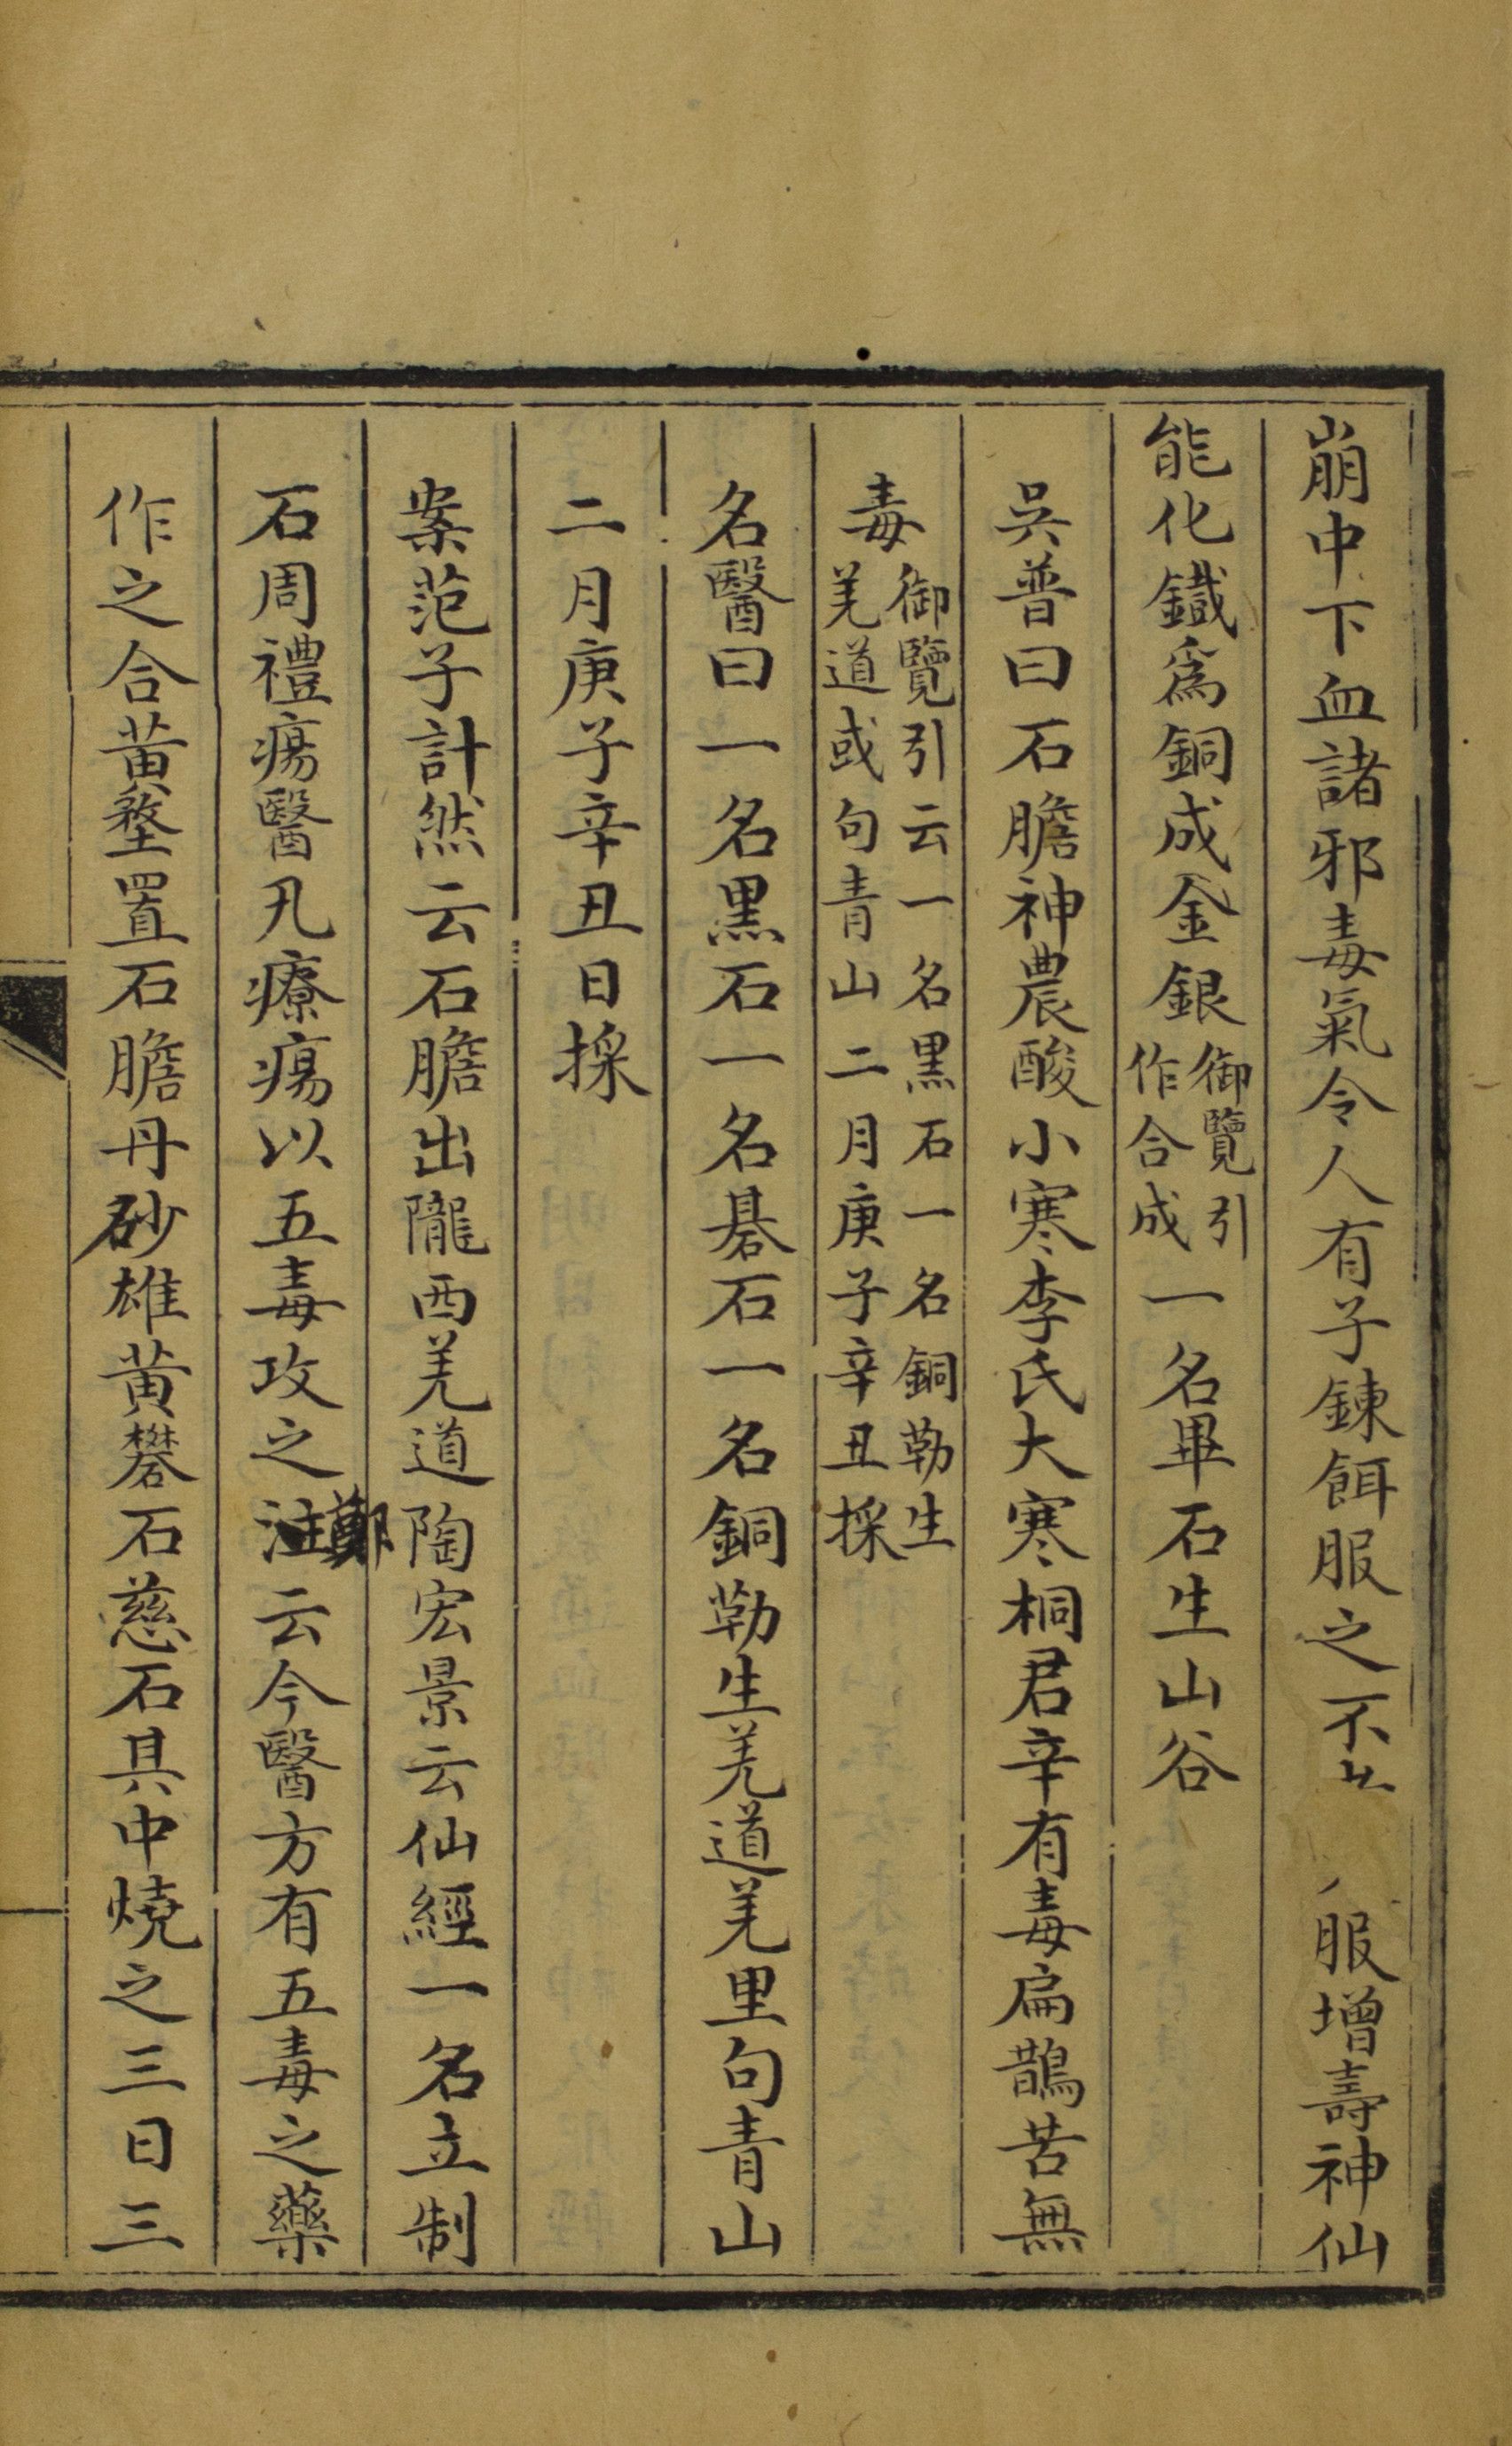 崩中下血諸邪毒氣令人有子鍊餌服之不 服增壽神仙
能化鐡爲銅成金銀御覽引作合成一名畢石生山谷
吳普曰石膽神農酸小寒李氏大寒桐君辛有毒扁鵲苦無
毒御覽引云一名黒石一名銅勒生羌道或句青山二月庚子辛丑採
名醫曰一名黒石一名碁石一名銅勒生羌道羌里句青山
二月庚子辛丑日採
案范子計然云石膽出隴西羌道陶宏景云仙經一名立制
石周禮瘍醫凡療瘍以五毒攻之鄭注云今醫方有五毒之藥
作之合黃堥置石膽丹砂雄黃礬石慈石其中燒之三日三